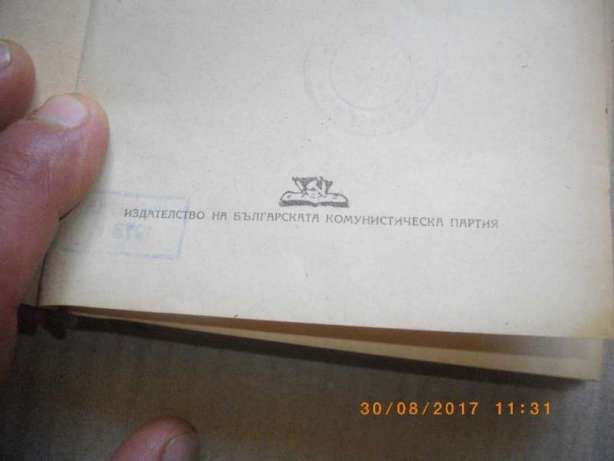 ИЗДАТЕЛСТВО НА БЪЛГАРСКАТА КОМУНИСТИЧЕСКА ПАРТИЯ
30/08/2017 11:31